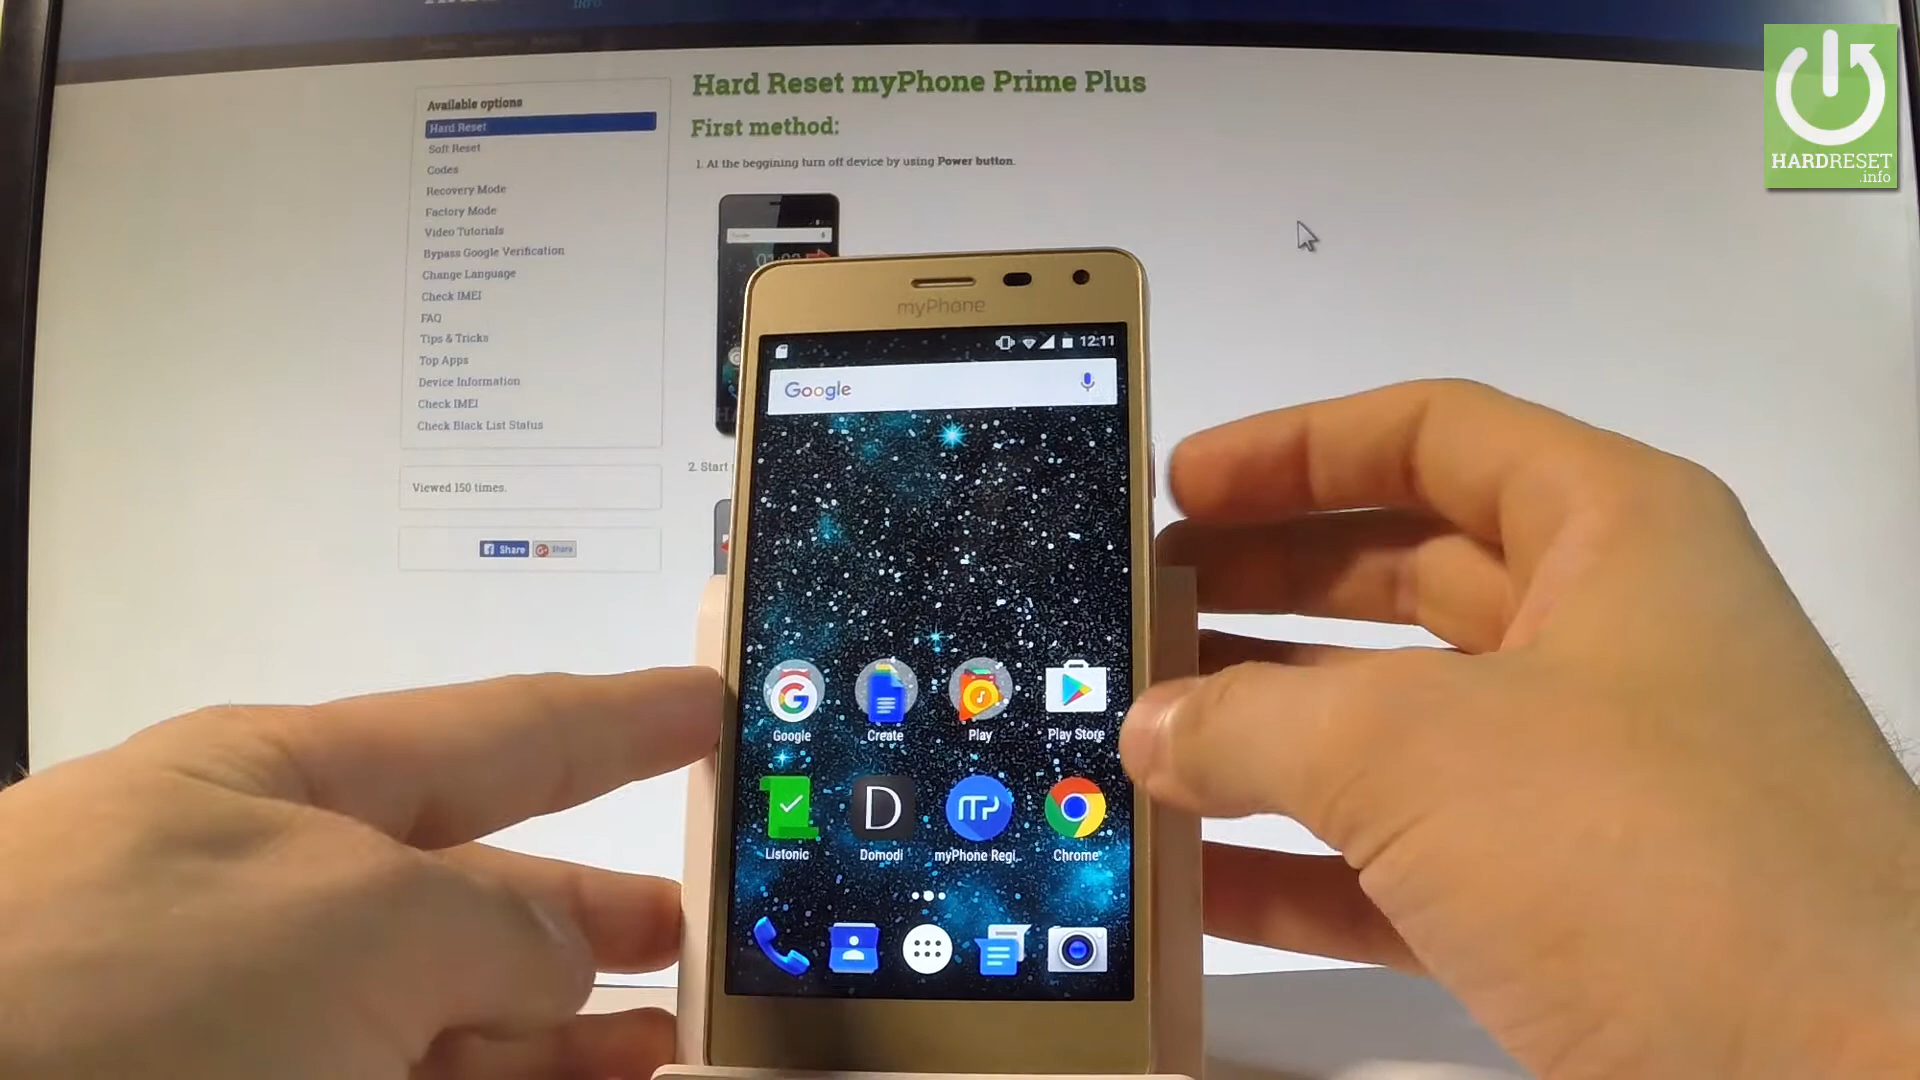 INFO
HARDRESET
.info
Hard Reset myPhone Prime Plus
First method:
1. At the beggining turn off device by using Power button.
2. Start
Available options
Hard Reset
Soft Reset
Codes
Recovery Mode
Factory Mode
Video Tutorials
Bypass Google Verification
Change Language
Check IMEI
FAQ
Tips & Tricks
Top Apps
Device Information
Check IMEI
Check Black List Status
Viewed 150 times.
Share
Share
myPhone
12:11
Google
Google
Create
Play
Play Store
Listonic
D
Domodi
myPhone Regi...
Chrome